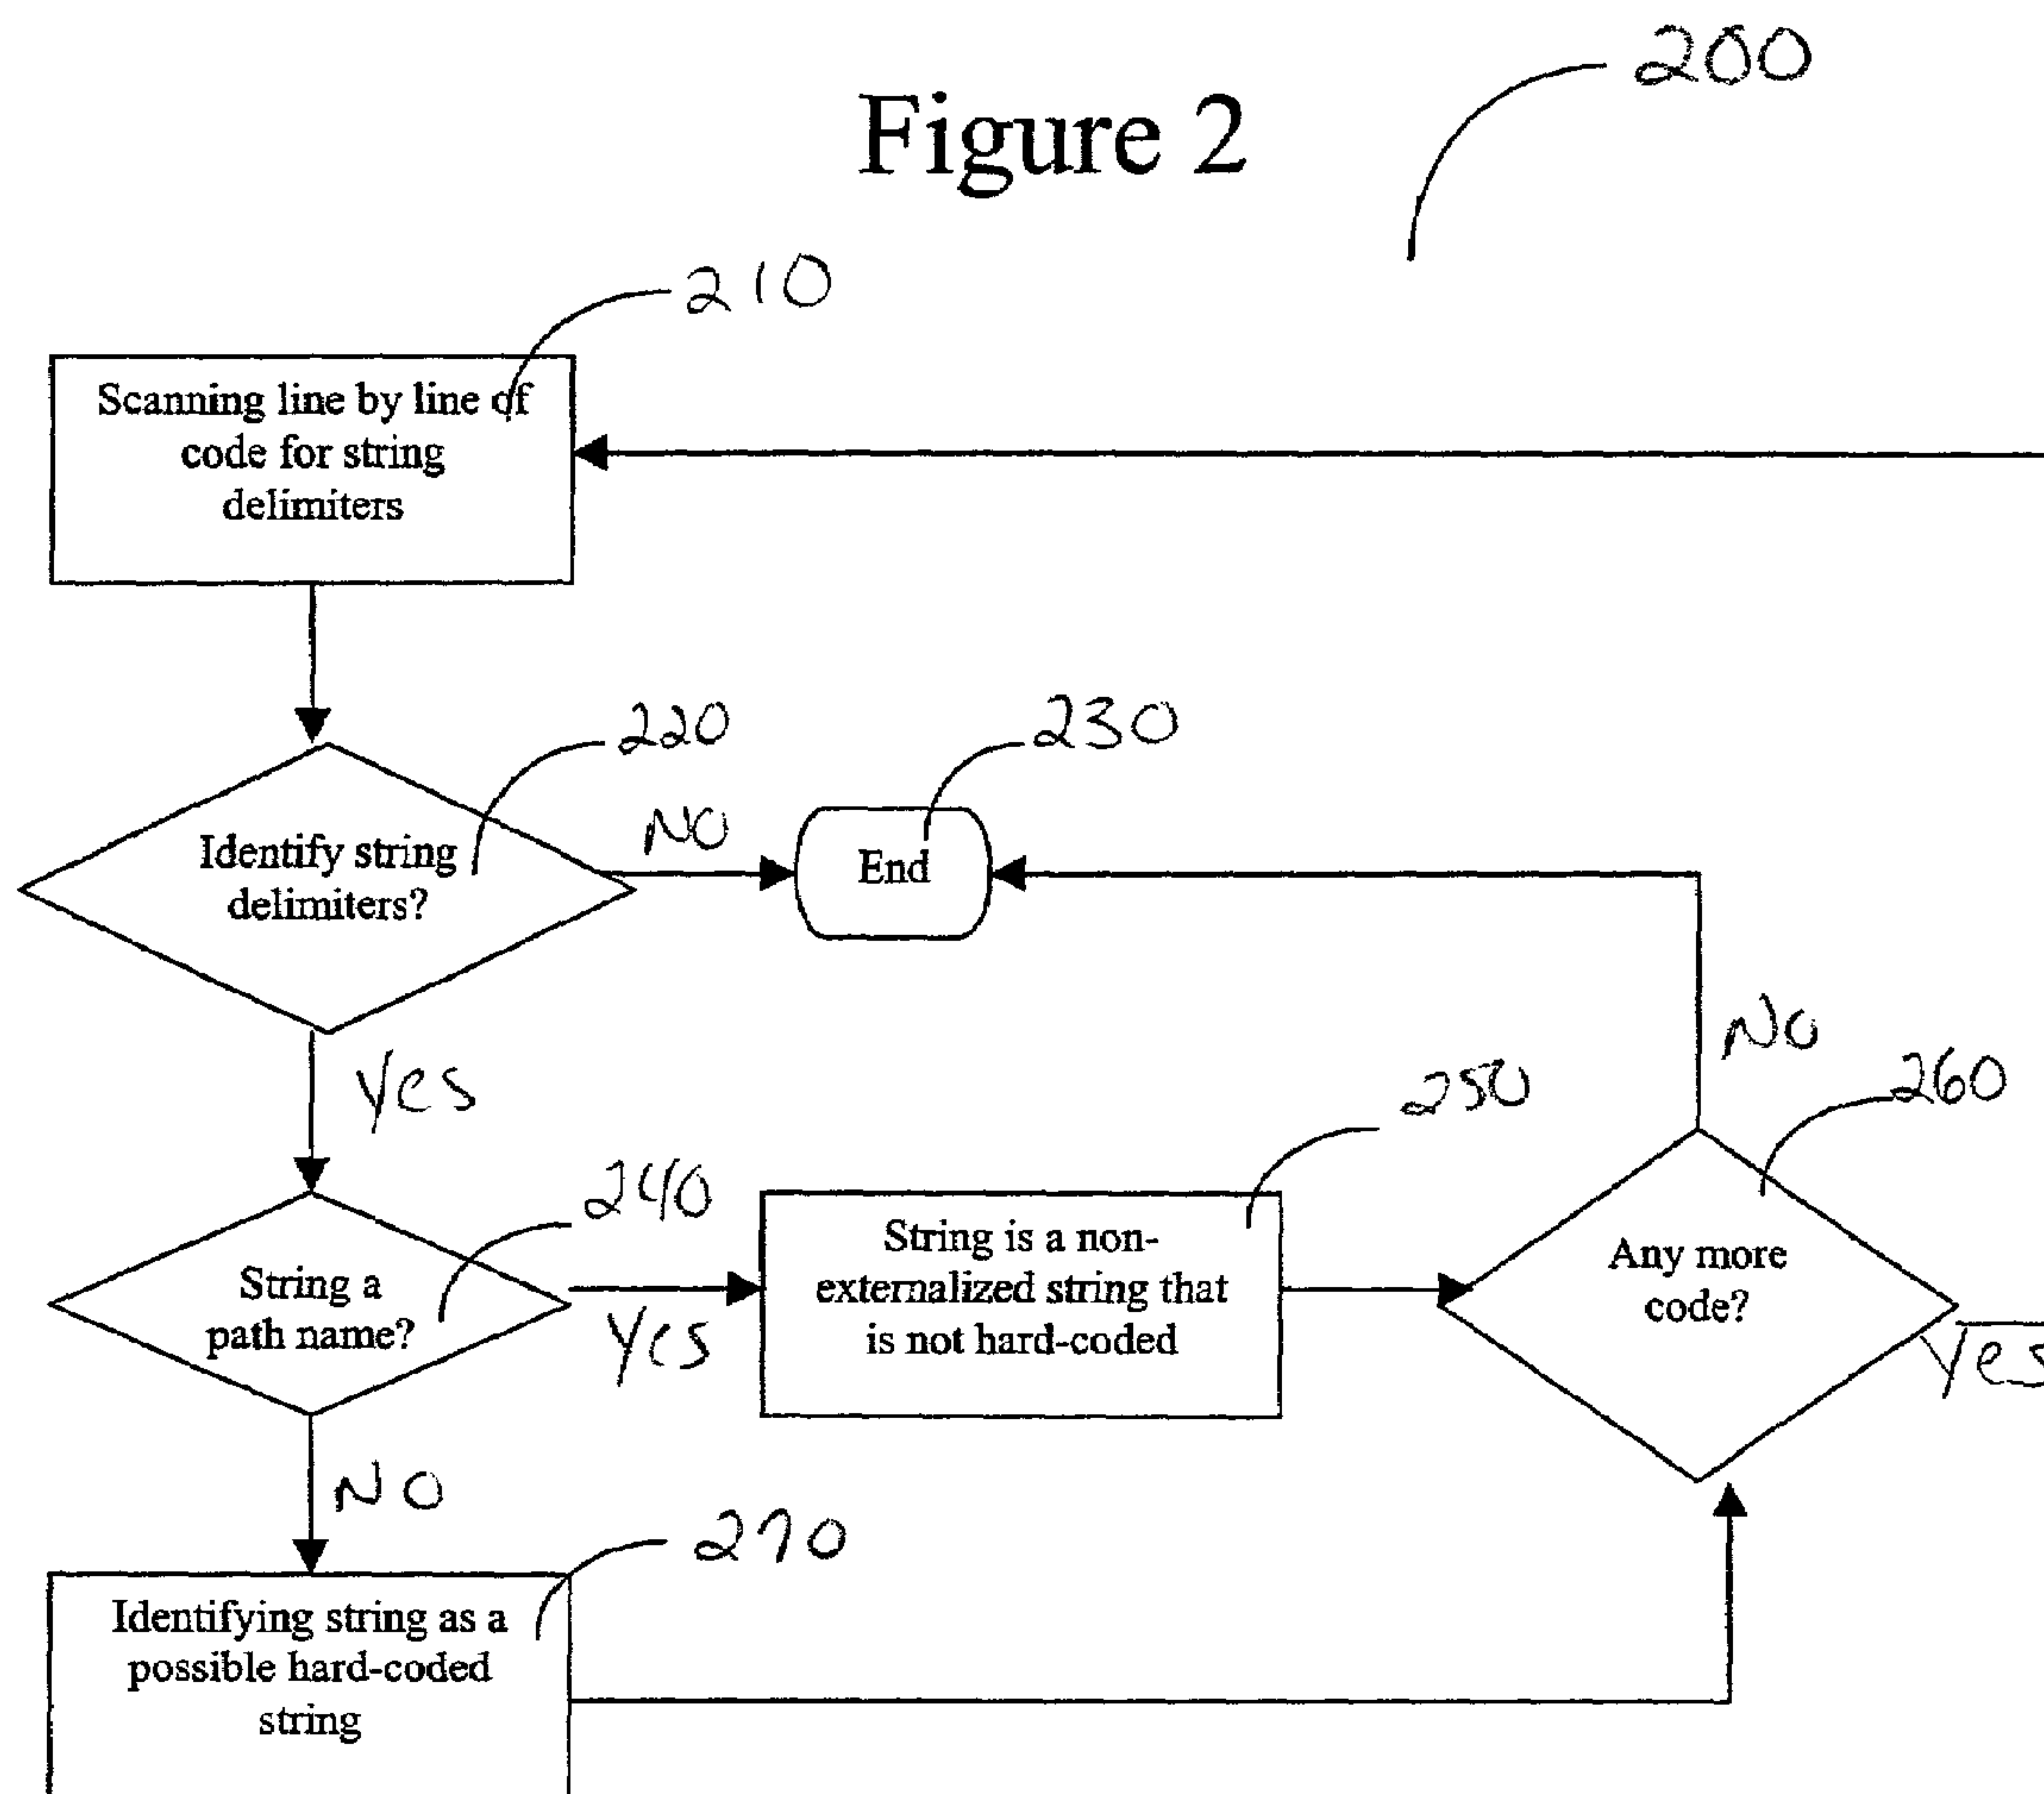 200
Figure 2
210
Scanning line by line of
code for string
delimiters
220
230
NO
Identify string
delimiters?
End
Yes
NO
250
260
240
String is a non-
externalized string that
is not hard-coded
Any more
code?
String a
path name?
Yes
Yes
NO
270
Identifying string as a
possible hard-coded
string